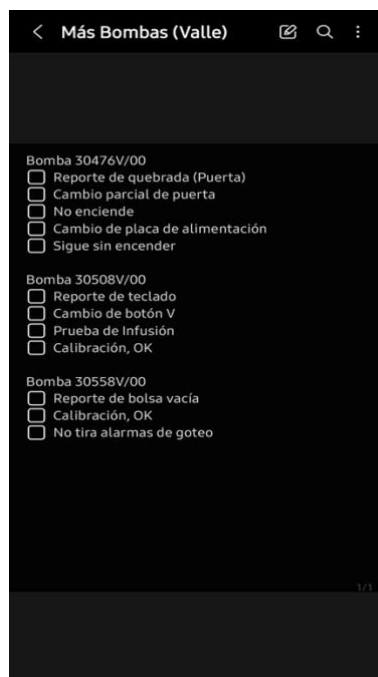 Más Bombas (Valle)
Bomba 30476V/00
Reporte de quebrada (Puerta)
Cambio parcial de puerta
No enciende
Cambio de placa de alimentación
Sigue sin encender
Bomba 30508V/00
Reporte de teclado
Cambio de botón V
Prueba de Infusión
Calibración, OK
Bomba 30558V/00
Reporte de bolsa vacía
Calibración, OK
No tira alarmas de goteo
1/1